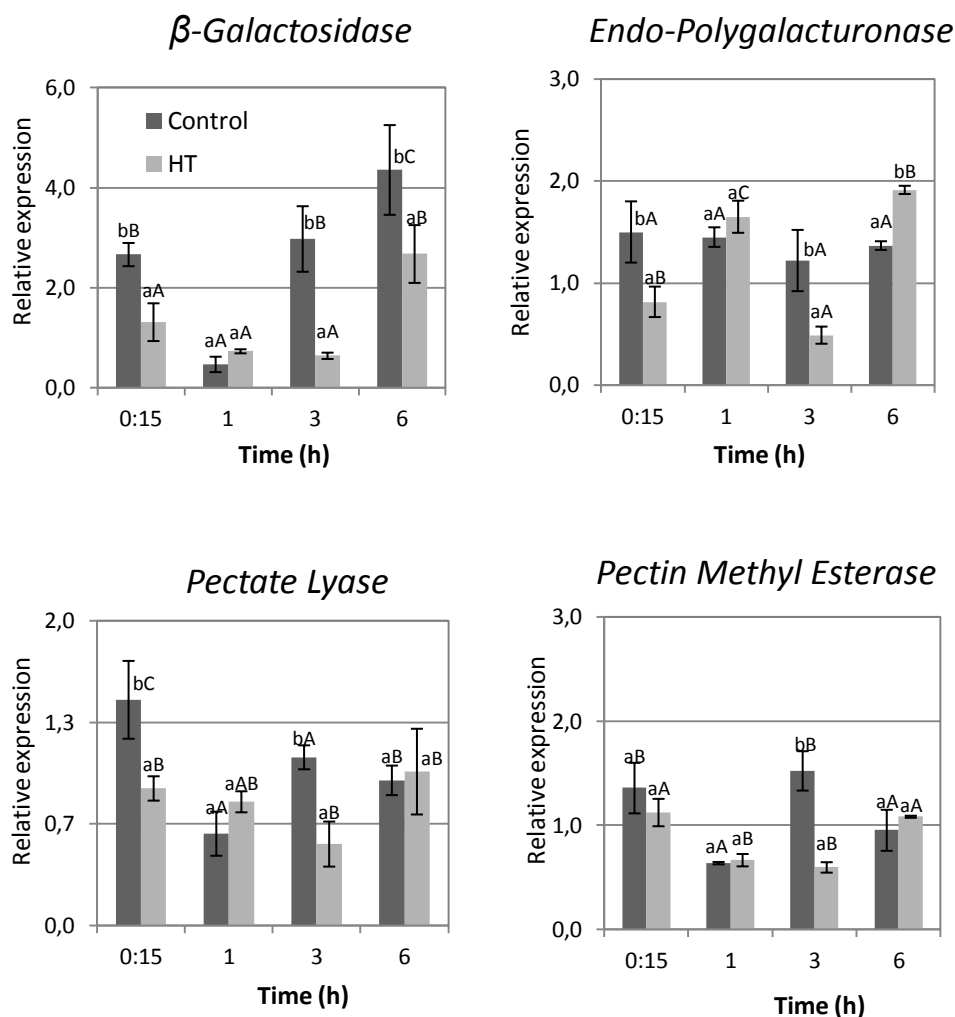 β-Galactosidase
6,0
4,0
2,0
0,0
Relative expression
Control
HT
bB
aA
aA
aA
bB
aA
bC
aB
0:15 1 3 6
Time (h)
Endo-Polygalacturonase
3,0
2,0
1,0
0,0
Relative expression
bA
aB
aA
aC
bA
aA
aA
bB
0:15 1 3 6
Time (h)
Pectate Lyase
2,0
1,3
0,7
0,0
Relative expression
bC
aB
aA
aAB
bA
aB
aB
aB
0:15 1 3 6
Time (h)
Pectin Methyl Esterase
3,0
2,0
1,0
0,0
Relative expression
aB
aA
aA
aB
bB
aB
aA
aA
0:15 1 3 6
Time (h)